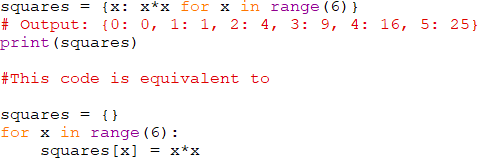 squares = {x: x*x for x in range(6)}
# Output: {0: 0, 1: 1, 2: 4, 3: 9, 4: 16, 5: 25}
print(squares)
#This code is equivalent to
squares = {}
for x in range(6):
    squares[x] = x*x